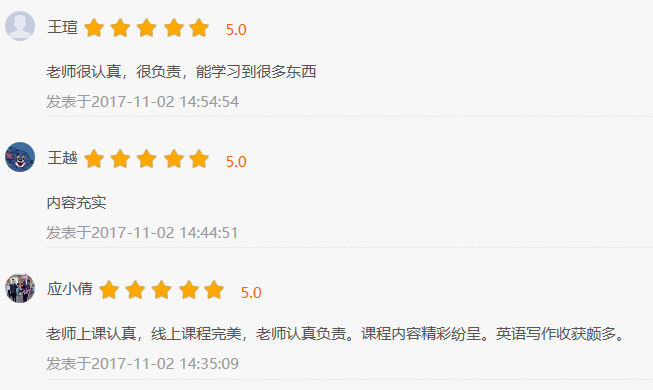 王瑄 5.0
老师很认真，很负责，能学习到很多东西
发表于2017-11-02 14:54:54
王越 5.0
内容充实
发表于2017-11-02 14:44:51
应小倩 5.0
老师上课认真，线上课程完美，老师认真负责。课程内容精彩纷呈。英语写作收获颇多。
发表于2017-11-02 14:35:09